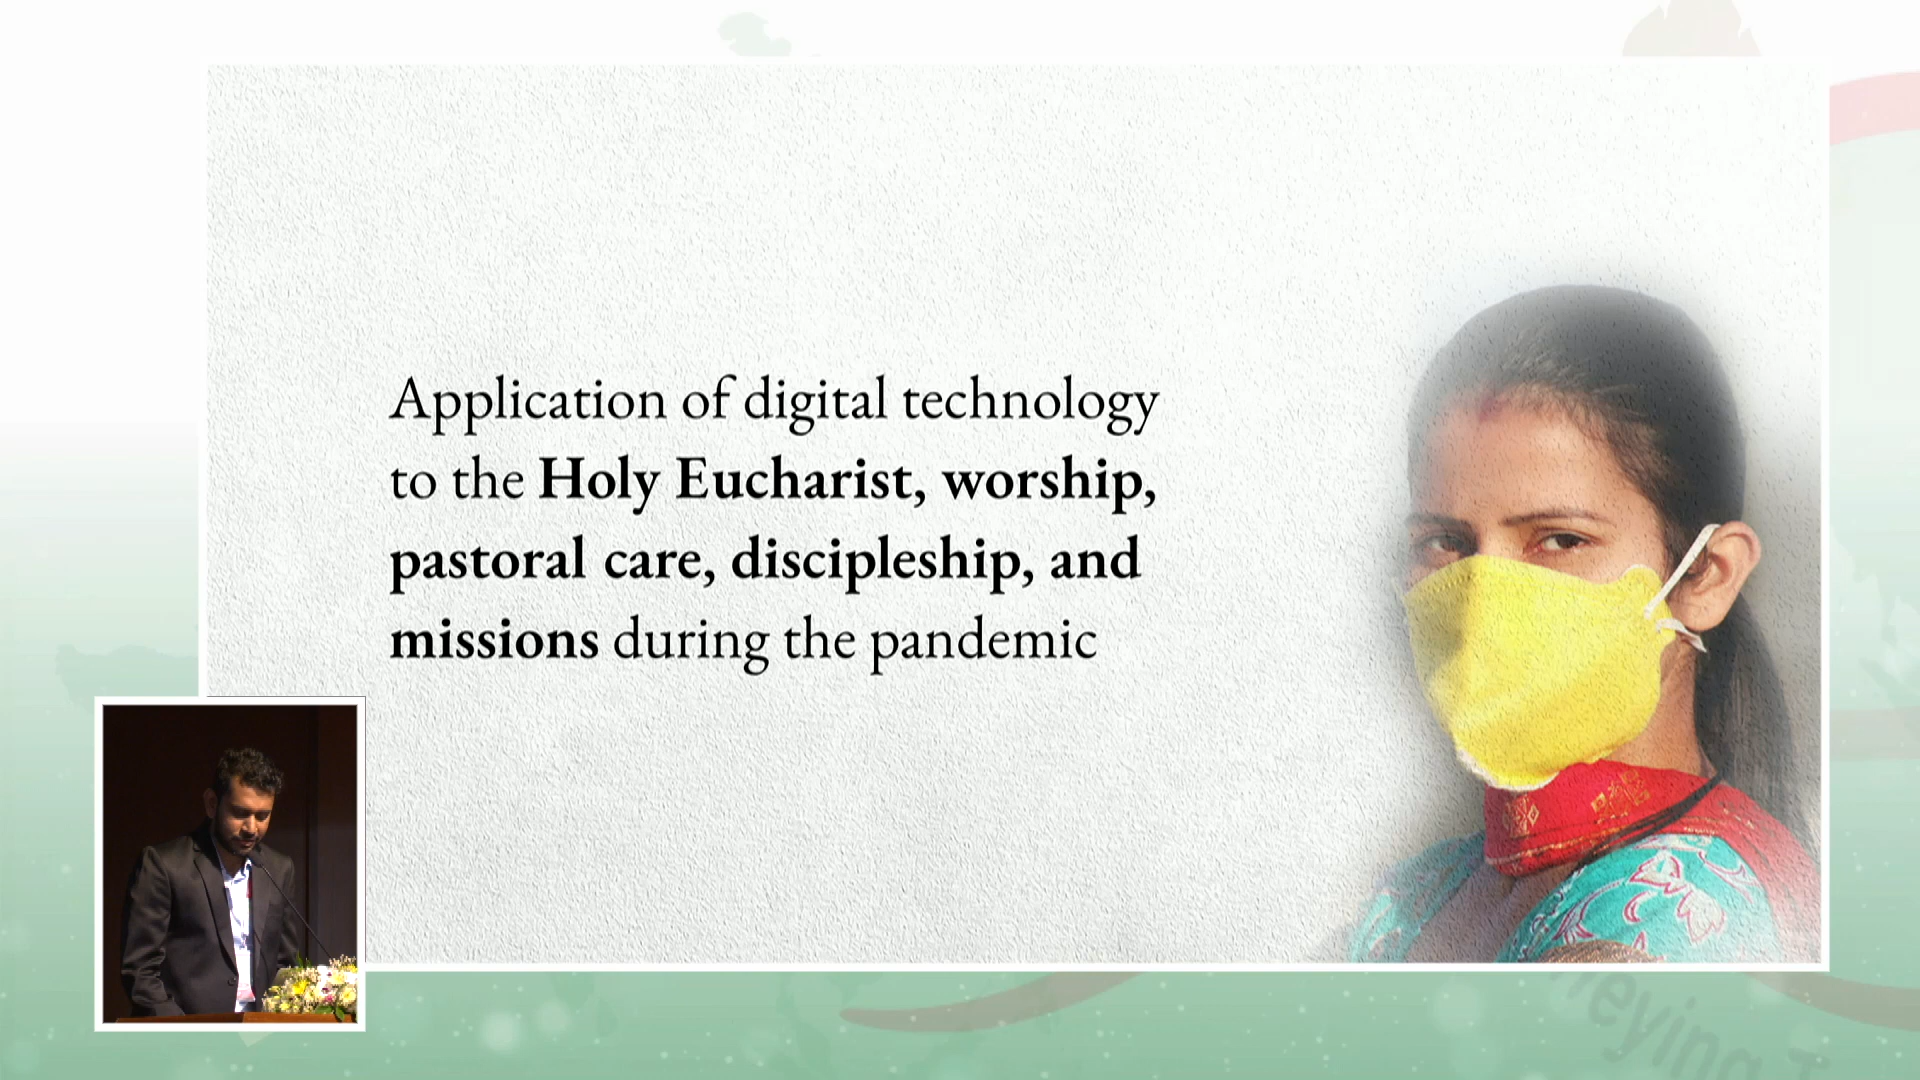 Application of digital technology
to the Holy Eucharist, worship,
pastoral care, discipleship, and
missions during the pandemic